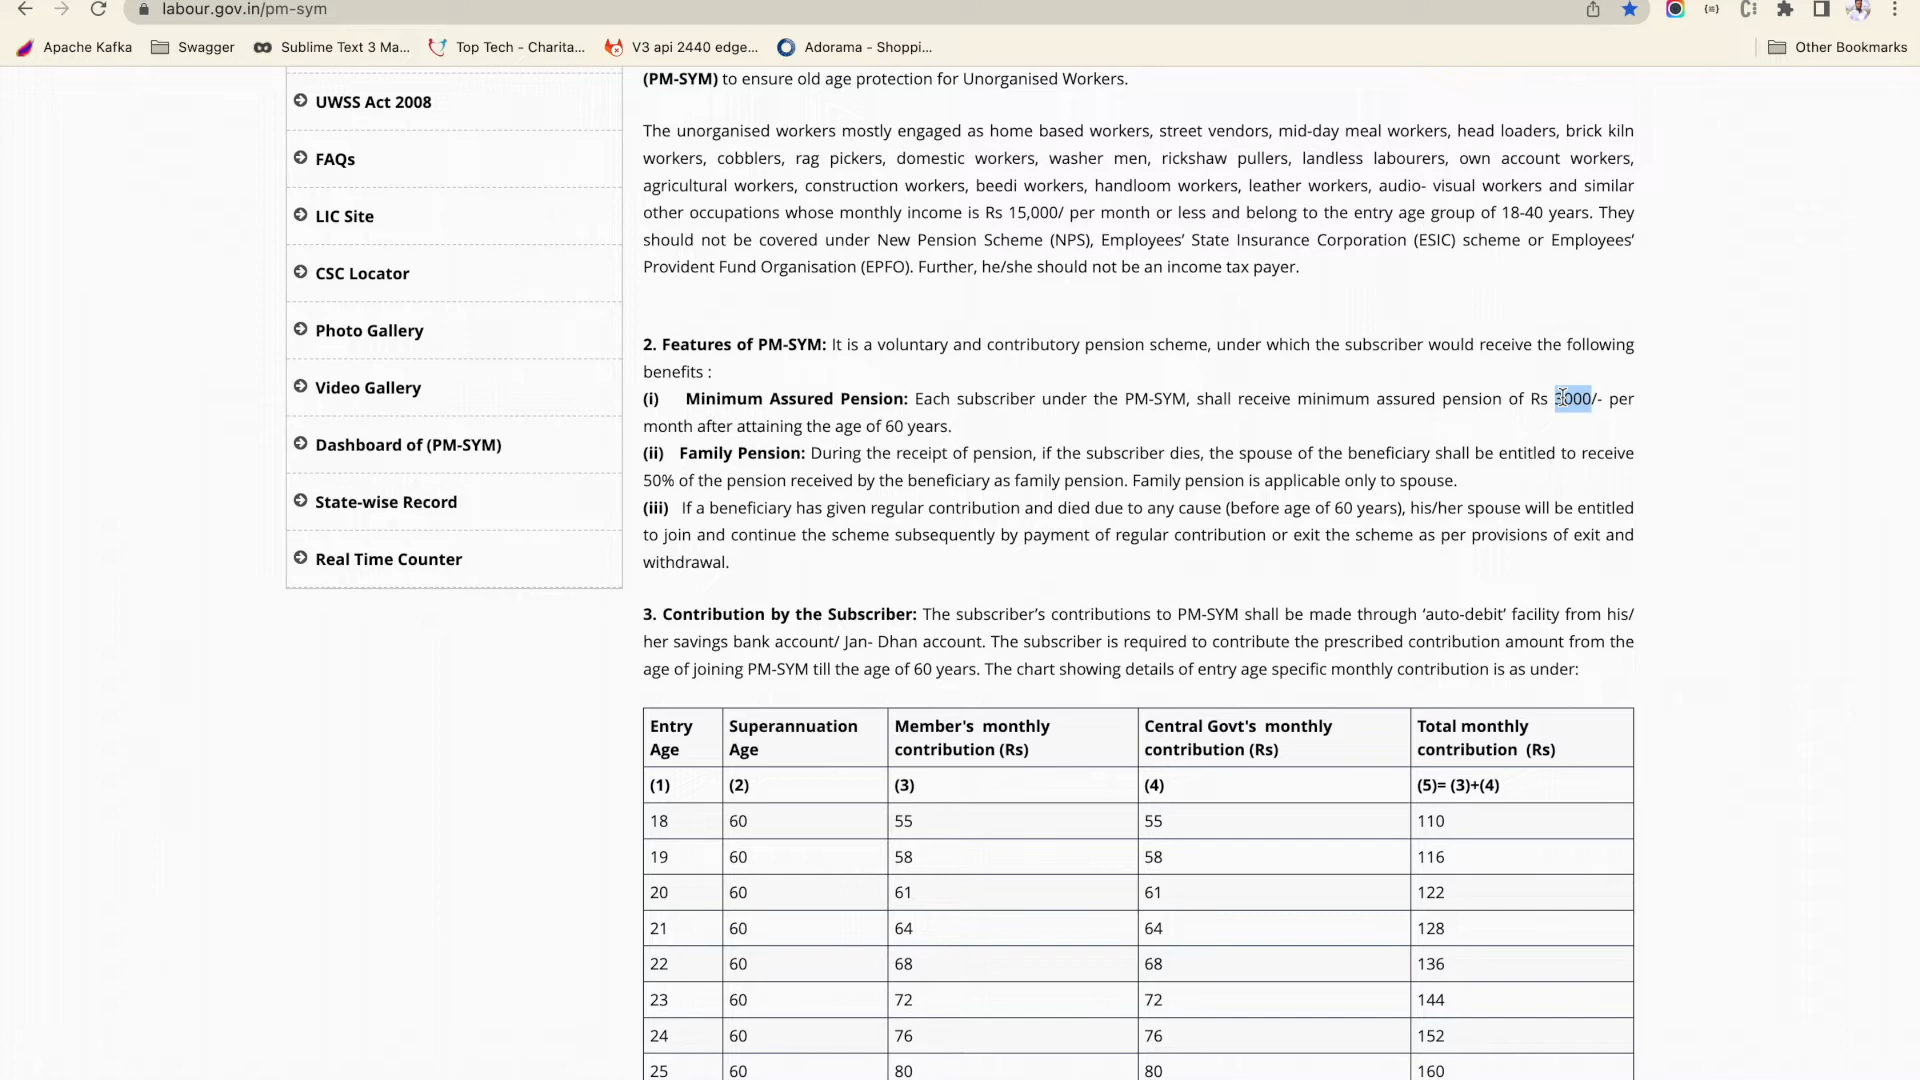 labour.gov.in/pm-sym
Apache Kafka Swagger Sublime Text 3 Ma... Top Tech - Charita... V3 api 2440 edge... Adorama - Shoppi... Other Bookmarks
UWSS Act 2008
FAQs
LIC Site
CSC Locator
Photo Gallery
Video Gallery
Dashboard of (PM-SYM)
State-wise Record
Real Time Counter
(PM-SYM) to ensure old age protection for Unorganised Workers.
The unorganised workers mostly engaged as home based workers, street vendors, mid-day meal workers, head loaders, brick kiln
workers, cobblers, rag pickers, domestic workers, washer men, rickshaw pullers, landless labourers, own account workers,
agricultural workers, construction workers, beedi workers, handloom workers, leather workers, audio- visual workers and similar
other occupations whose monthly income is Rs 15,000/ per month or less and belong to the entry age group of 18-40 years. They
should not be covered under New Pension Scheme (NPS), Employees’ State Insurance Corporation (ESIC) scheme or Employees’
Provident Fund Organisation (EPFO). Further, he/she should not be an income tax payer.
2. Features of PM-SYM: It is a voluntary and contributory pension scheme, under which the subscriber would receive the following
benefits :
(i) Minimum Assured Pension: Each subscriber under the PM-SYM, shall receive minimum assured pension of Rs 3000/- per
month after attaining the age of 60 years.
(ii) Family Pension: During the receipt of pension, if the subscriber dies, the spouse of the beneficiary shall be entitled to receive
50% of the pension received by the beneficiary as family pension. Family pension is applicable only to spouse.
(iii) If a beneficiary has given regular contribution and died due to any cause (before age of 60 years), his/her spouse will be entitled
to join and continue the scheme subsequently by payment of regular contribution or exit the scheme as per provisions of exit and
withdrawal.
3. Contribution by the Subscriber: The subscriber’s contributions to PM-SYM shall be made through ‘auto-debit’ facility from his/
her savings bank account/ Jan- Dhan account. The subscriber is required to contribute the prescribed contribution amount from the
age of joining PM-SYM till the age of 60 years. The chart showing details of entry age specific monthly contribution is as under:
Entry Superannuation Member's monthly Central Govt's monthly Total monthly
Age Age contribution (Rs) contribution (Rs) contribution (Rs)
(1) (2) (3) (4) (5)= (3)+(4)
18 60 55 55 110
19 60 58 58 116
20 60 61 61 122
21 60 64 64 128
22 60 68 68 136
23 60 72 72 144
24 60 76 76 152
25 60 80 80 160